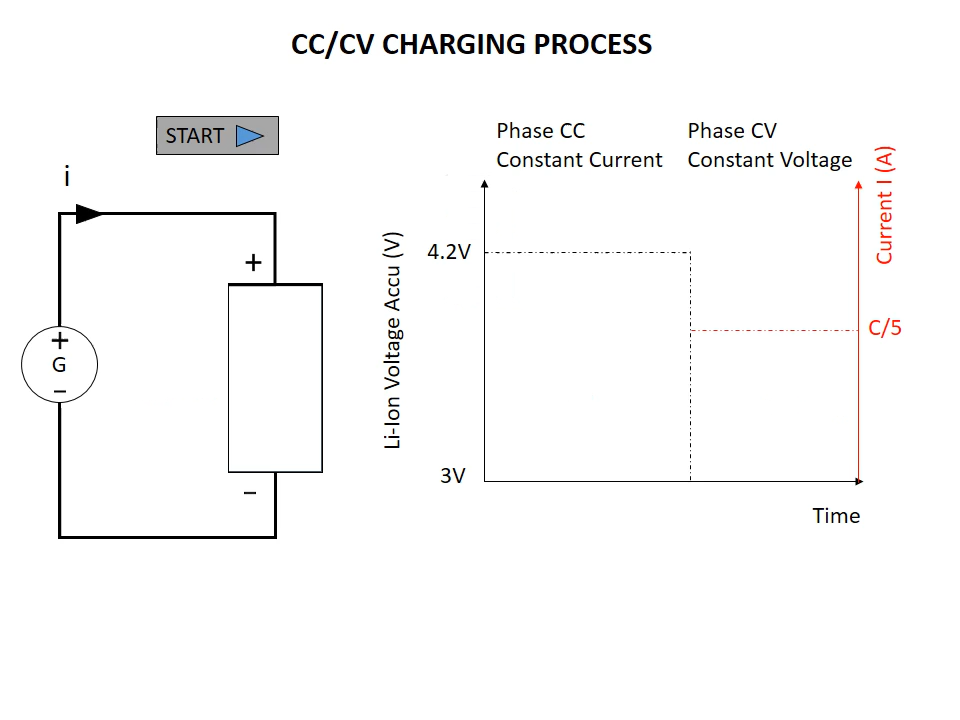 CC/CV CHARGING PROCESS
START
i
+
+
G
–
–
Phase CC
Constant Current
Phase CV
Constant Voltage
Current I (A)
Li-Ion Voltage Accu (V)
4.2V
C/5
3V
Time